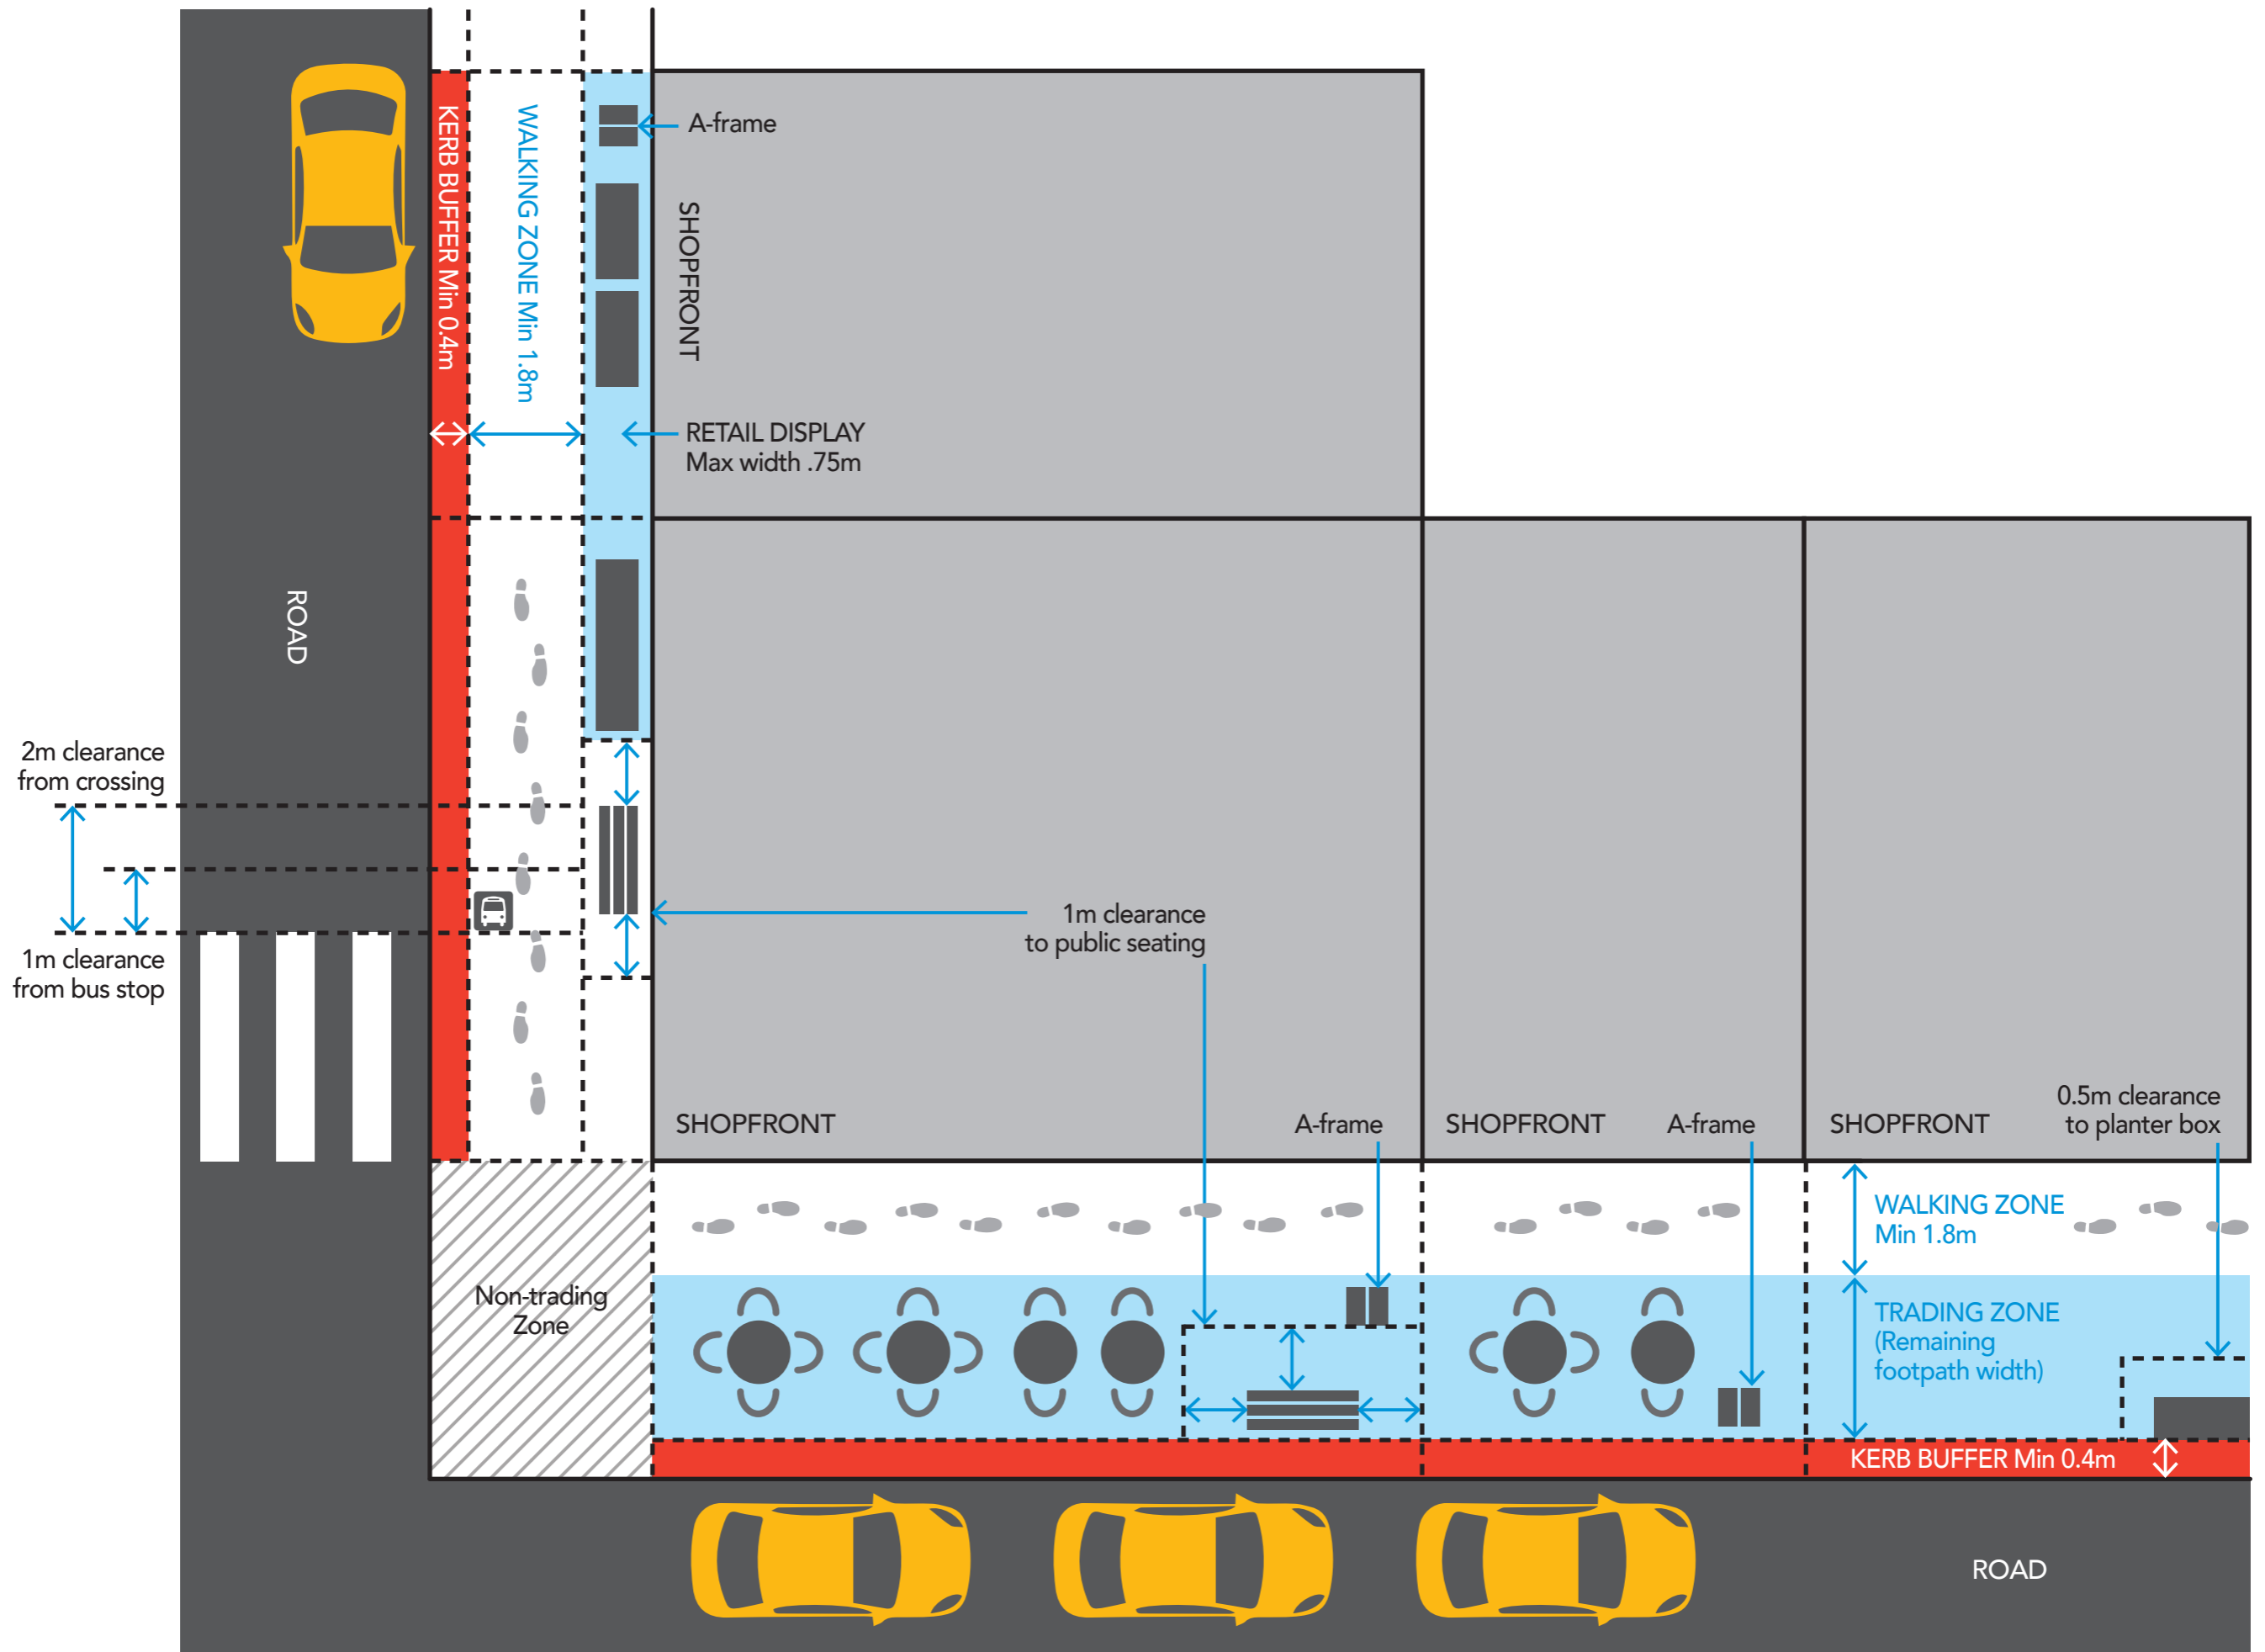 A-frame
KERB BUFFER Min 0.4m
WALKING ZONE Min 1.8m
SHOPFRONT
RETAIL DISPLAY
Max width .75m
ROAD
2m clearance
from crossing
1m clearance
from bus stop
1m clearance
to public seating
SHOPFRONT
A-frame
SHOPFRONT
A-frame
SHOPFRONT
0.5m clearance
to planter box
WALKING ZONE
Min 1.8m
Non-trading
Zone
TRADING ZONE
(Remaining
footpath width)
KERB BUFFER Min 0.4m
ROAD